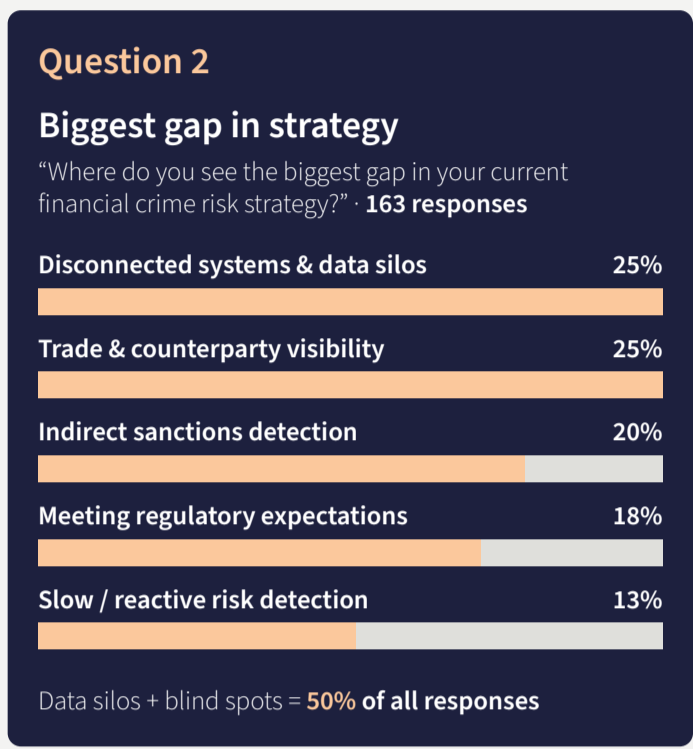 Question 2
Biggest gap in strategy
“Where do you see the biggest gap in your current
financial crime risk strategy?” · 163 responses
Disconnected systems & data silos 25%
Trade & counterparty visibility 25%
Indirect sanctions detection 20%
Meeting regulatory expectations 18%
Slow / reactive risk detection 13%
Data silos + blind spots = 50% of all responses